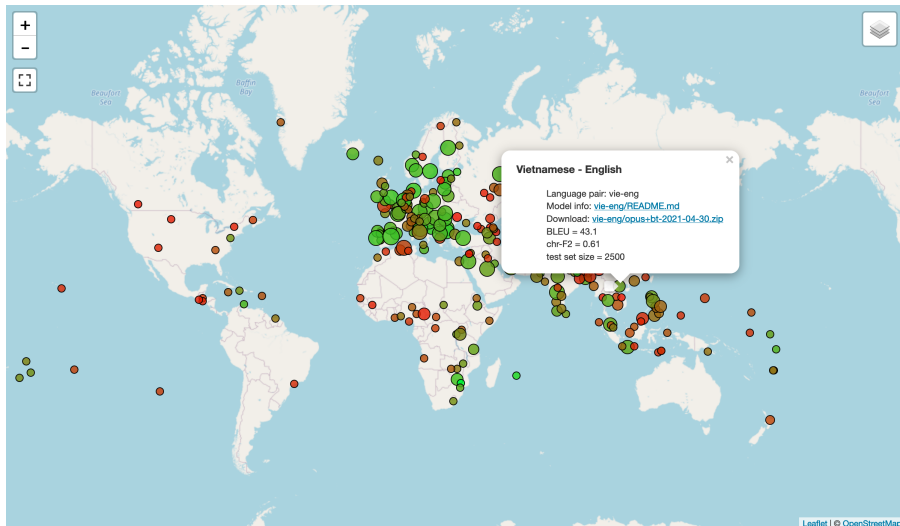 +
−
Beaufort
Sea
Baffin
Bay
Beaufort
Sea
×
Vietnamese - English
Language pair: vie-eng
Model info: vie-eng/README.md
Download: vie-eng/opus+bt-2021-04-30.zip
BLEU = 43.1
chr-F2 = 0.61
test set size = 2500
Leaflet | © OpenStreetMap